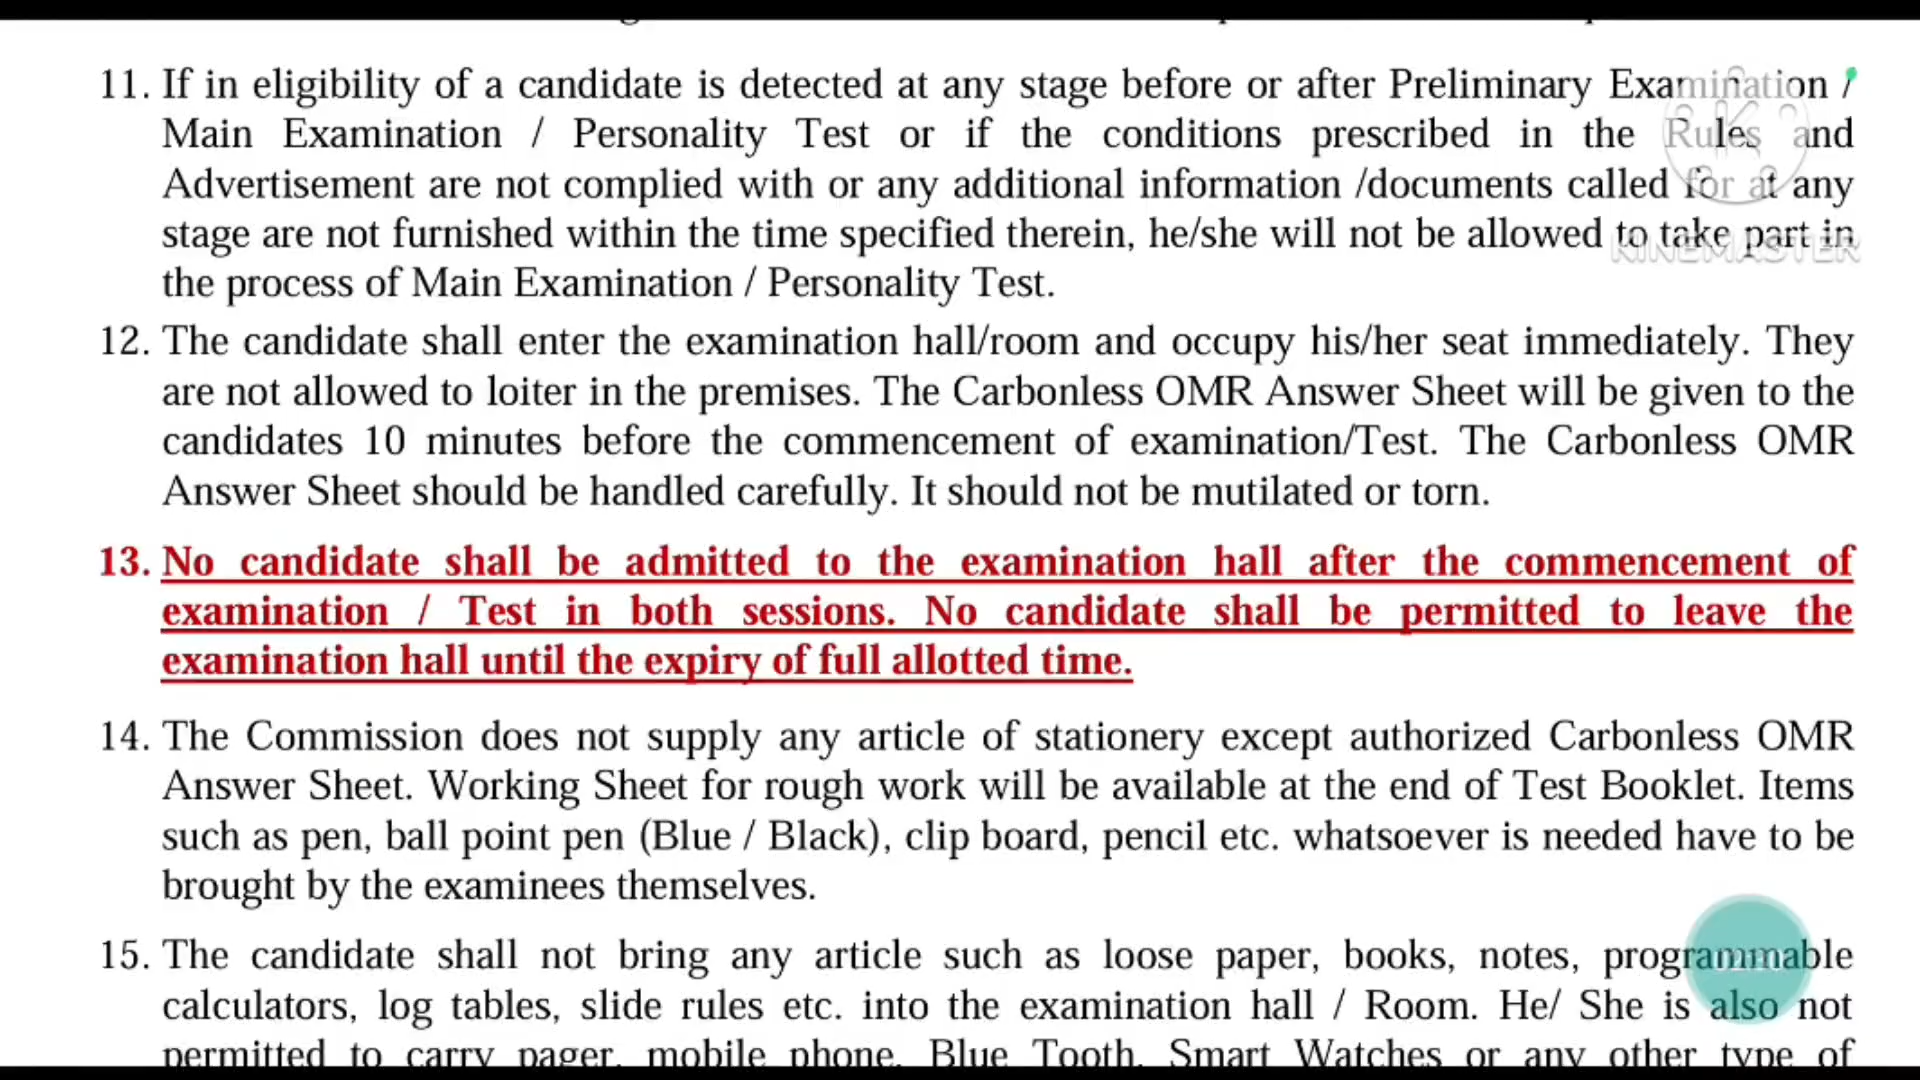 11. If in eligibility of a candidate is detected at any stage before or after Preliminary Examination /
Main Examination / Personality Test or if the conditions prescribed in the Rules and
Advertisement are not complied with or any additional information /documents called for at any
stage are not furnished within the time specified therein, he/she will not be allowed to take part in
KINEMASTER
the process of Main Examination / Personality Test.
12. The candidate shall enter the examination hall/room and occupy his/her seat immediately. They
are not allowed to loiter in the premises. The Carbonless OMR Answer Sheet will be given to the
candidates 10 minutes before the commencement of examination/Test. The Carbonless OMR
Answer Sheet should be handled carefully. It should not be mutilated or torn.
13. No candidate shall be admitted to the examination hall after the commencement of
examination / Test in both sessions. No candidate shall be permitted to leave the
examination hall until the expiry of full allotted time.
14. The Commission does not supply any article of stationery except authorized Carbonless OMR
Answer Sheet. Working Sheet for rough work will be available at the end of Test Booklet. Items
such as pen, ball point pen (Blue / Black), clip board, pencil etc. whatsoever is needed have to be
brought by the examinees themselves.
15. The candidate shall not bring any article such as loose paper, books, notes, programmable
calculators, log tables, slide rules etc. into the examination hall / Room. He/ She is also not
permitted to carry pager, mobile phone, Blue Tooth, Smart Watches or any other type of